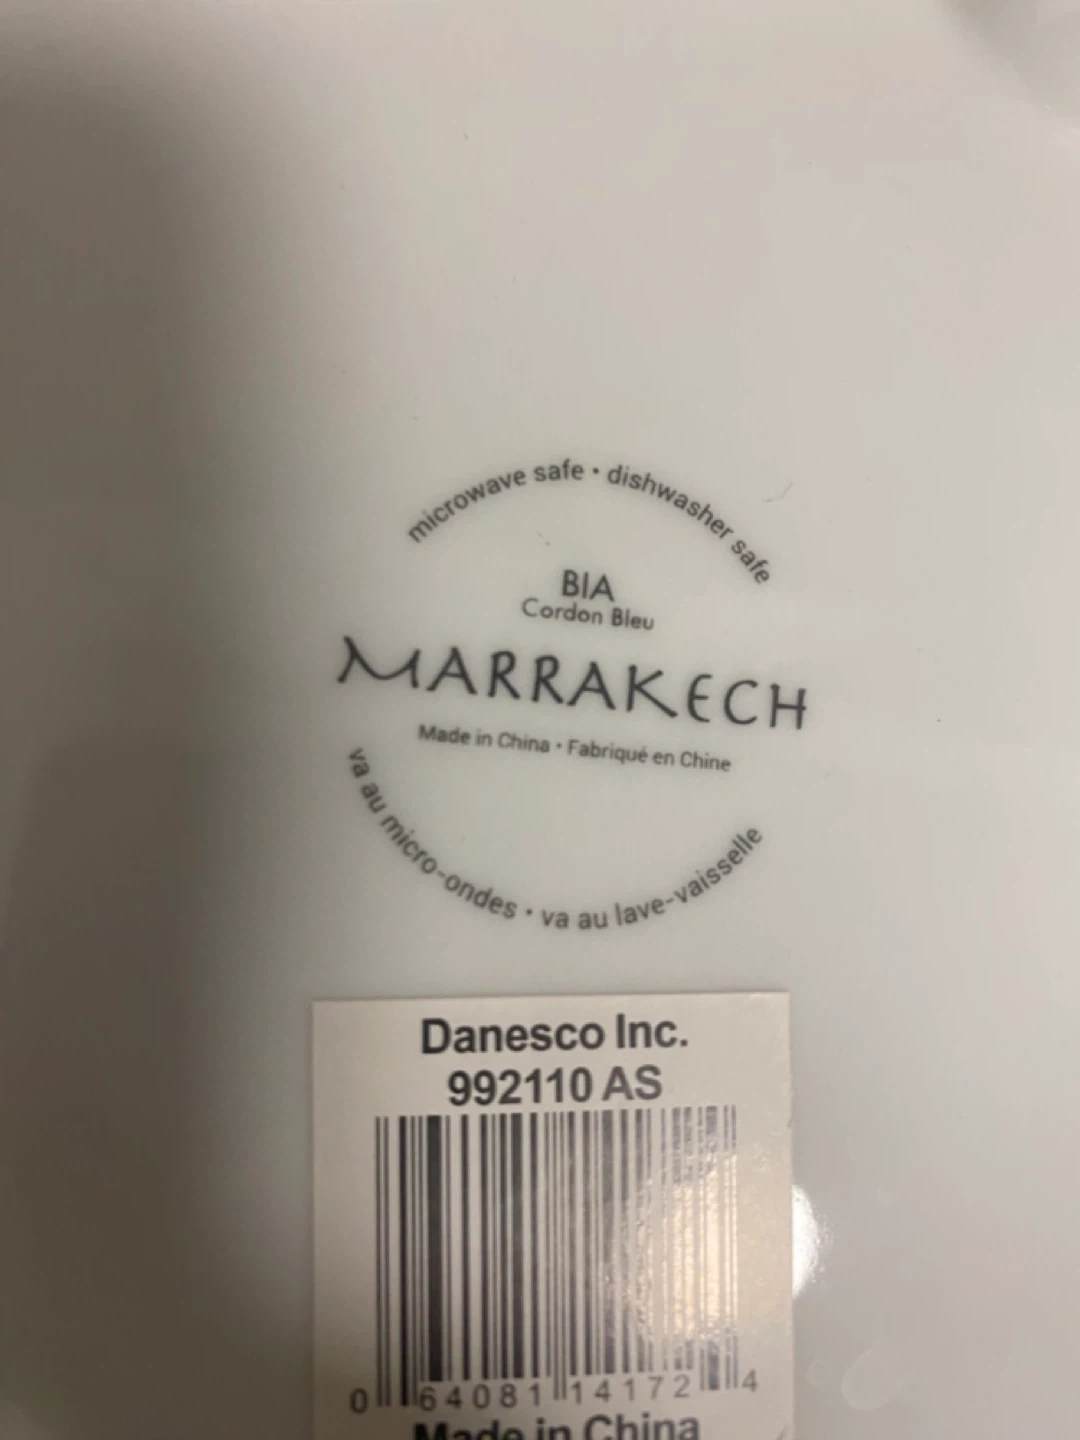 microwave safe • dishwasher safe
BIA
Cordon Bleu
MARRAKECH
Made in China • Fabriqué en Chine
va au micro-ondes • va au lave-vaisselle
Danesco Inc.
992110 AS
0 64081 14172 4
Made in China